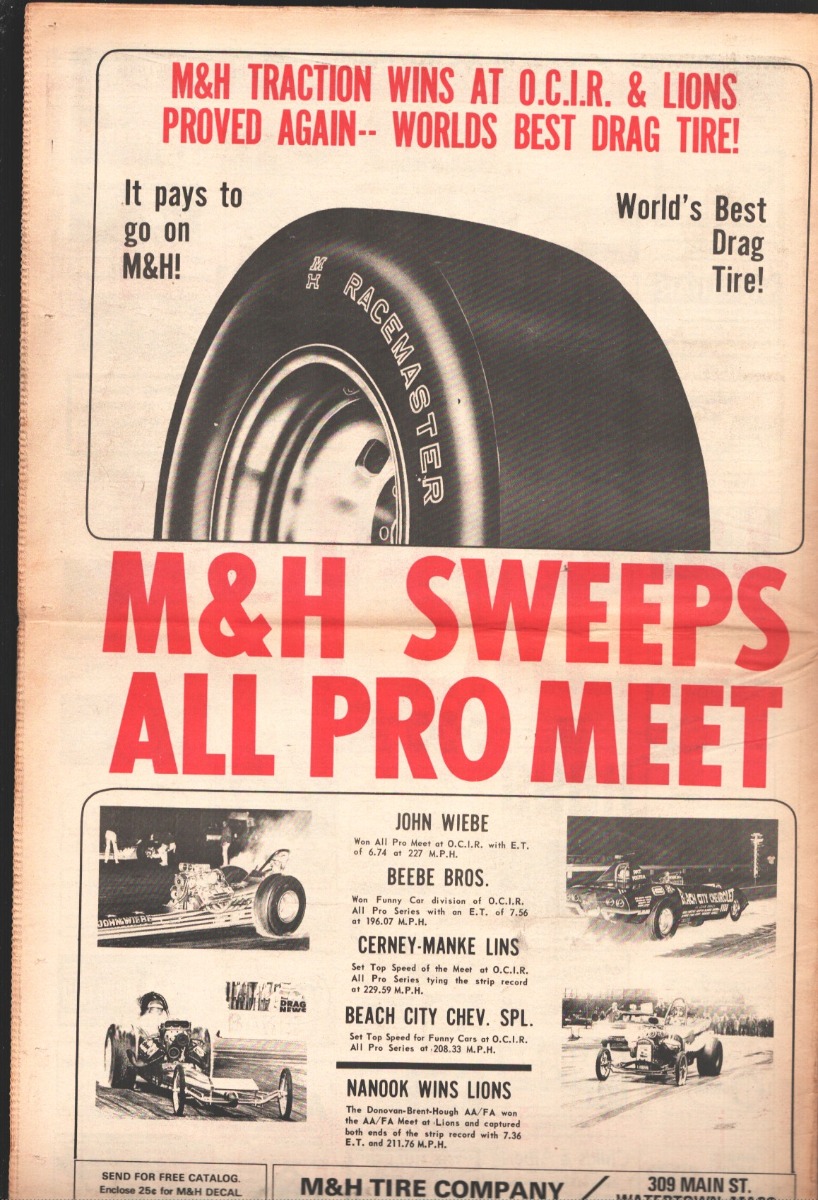 M&H TRACTION WINS AT O.C.I.R. & LIONS
PROVED AGAIN-- WORLDS BEST DRAG TIRE!
It pays to
go on
M&H!
World's Best
Drag
Tire!
M
H
RACEMASTER
M&H SWEEPS
ALL PRO MEET
JOHN WIEBE
Won All Pro Meet at O.C.I.R. with E.T.
of 6.74 at 227 M.P.H.
BEEBE BROS.
Won Funny Car division of O.C.I.R.
All Pro Series with an E.T. of 7.56
at 196.07 M.P.H.
CERNEY-MANKE LINS
Set Top Speed of the Meet at O.C.I.R.
All Pro Series tying the strip record
at 229.59 M.P.H.
BEACH CITY CHEV. SPL.
Set Top Speed for Funny Cars at O.C.I.R.
All Pro Series at 208.33 M.P.H.
NANOOK WINS LIONS
The Donovan-Brent-Hough AA/FA won
the AA/FA Meet at Lions and captured
both ends of the strip record with 7.36
E.T. and 211.76 M.P.H.
JOHN WIEBE
BEACH CITY CHEVROLET
DRAG
NEWS
SEND FOR FREE CATALOG.
Enclose 25¢ for M&H DECAL
M&H TIRE COMPANY /
309 MAIN ST.
WATERTOWN, MASS